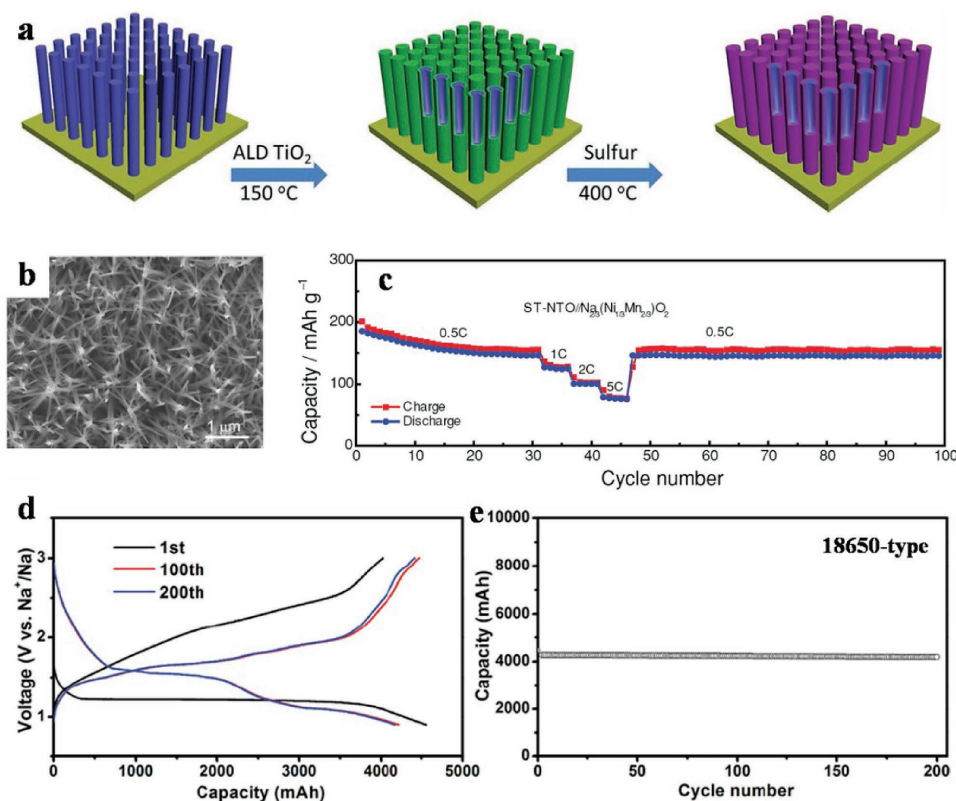 a
ALD TiO₂
150 °C
Sulfur
400 °C
b
1 μm
c
300
200
100
0
Capacity / mAh g⁻¹
ST-NTO//Na₂/₃(Ni₁/₃Mn₂/₃)O₂
0.5C
1C
2C
5C
0.5C
Charge
Discharge
0 10 20 30 40 50 60 70 80 90 100
Cycle number
d
Voltage (V vs. Na⁺/Na)
3
2
1
1st
100th
200th
0 1000 2000 3000 4000 5000
Capacity (mAh)
e
18650-type
Capacity (mAh)
10000
8000
6000
4000
2000
0
0 50 100 150 200
Cycle number